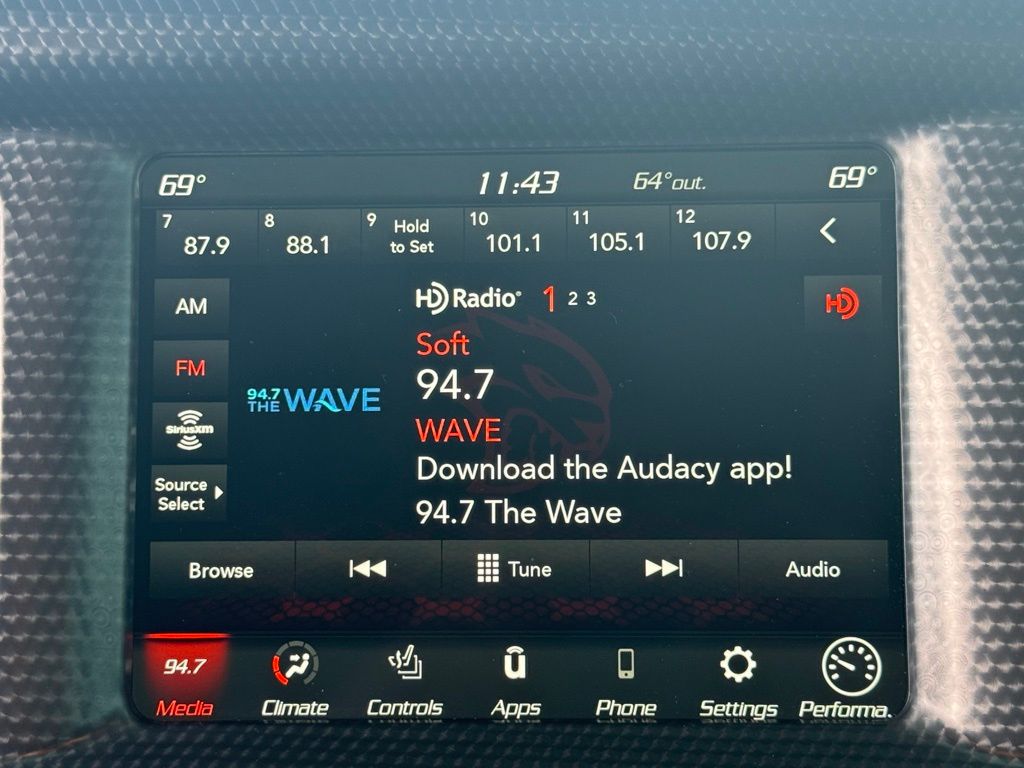 69° 11:43 64°out. 69°
7 87.9 8 88.1 9 Hold to Set 10 101.1 11 105.1 12 107.9
AM
HD Radio® 1 2 3
HD
Soft
FM
94.7
94.7 THE WAVE
WAVE
SiriusXM
Download the Audacy app!
Source
Select
94.7 The Wave
Browse Tune Audio
94.7 û
Media Climate Controls Apps Phone Settings Performa.